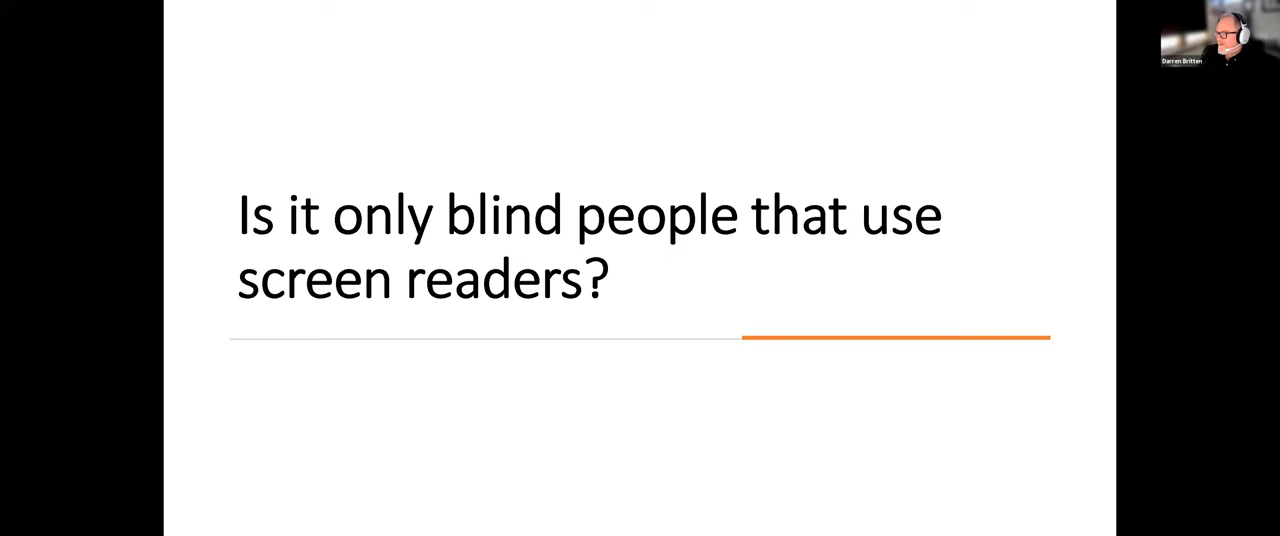 Is it only blind people that use
screen readers?
Darren Britten